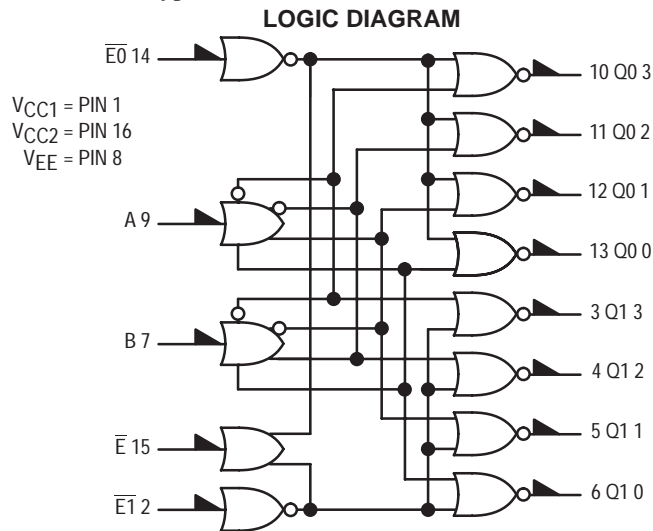 LOGIC DIAGRAM
E0 14
VCC1 = PIN 1
VCC2 = PIN 16
VEE = PIN 8
A 9
B 7
E 15
E1 2
10 Q0 3
11 Q0 2
12 Q0 1
13 Q0 0
3 Q1 3
4 Q1 2
5 Q1 1
6 Q1 0